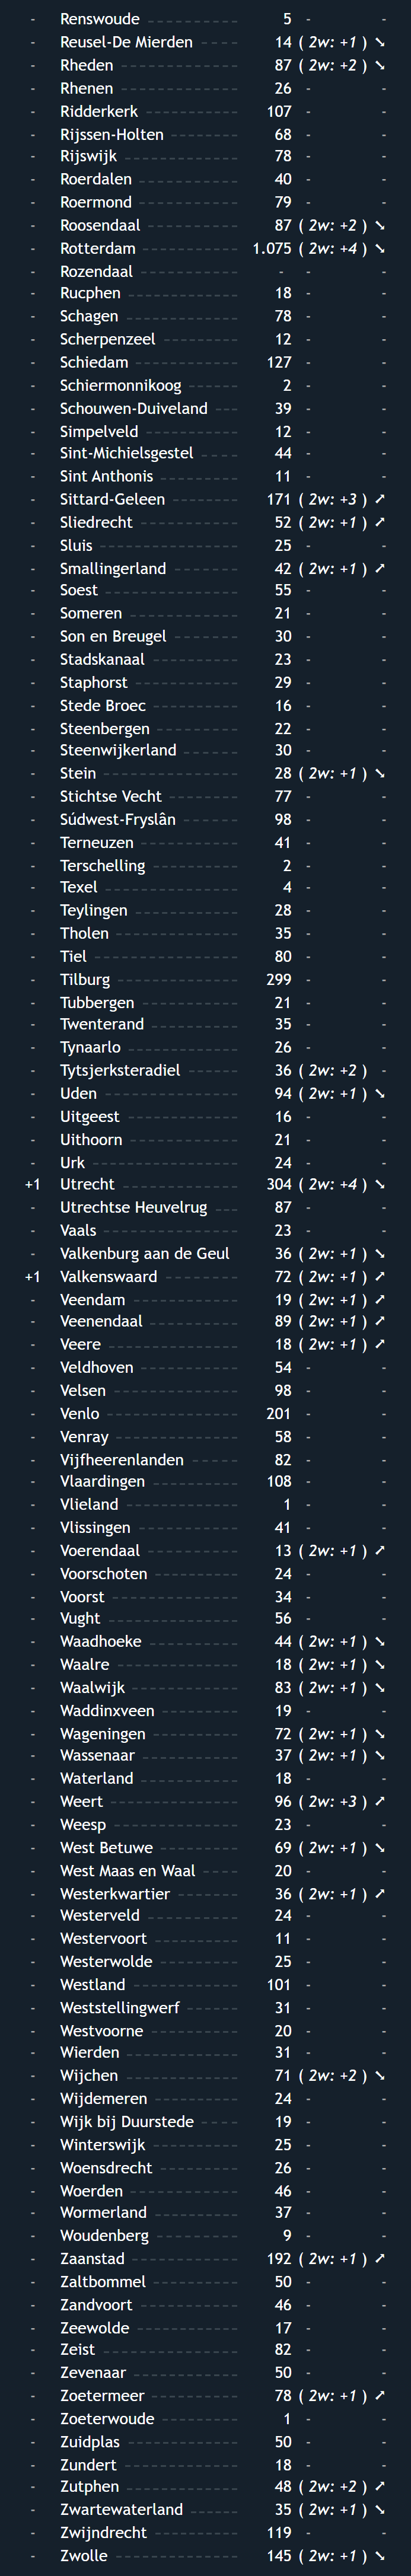 - Renswoude 5 - -
- Reusel-De Mierden 14 ( 2w: +1 ) ➘
- Rheden 87 ( 2w: +2 ) ➘
- Rhenen 26 - -
- Ridderkerk 107 - -
- Rijssen-Holten 68 - -
- Rijswijk 78 - -
- Roerdalen 40 - -
- Roermond 79 - -
- Roosendaal 87 ( 2w: +2 ) ➘
- Rotterdam 1.075 ( 2w: +4 ) ➘
- Rozendaal - - -
- Rucphen 18 - -
- Schagen 78 - -
- Scherpenzeel 12 - -
- Schiedam 127 - -
- Schiermonnikoog 2 - -
- Schouwen-Duiveland 39 - -
- Simpelveld 12 - -
- Sint-Michielsgestel 44 - -
- Sint Anthonis 11 - -
- Sittard-Geleen 171 ( 2w: +3 ) ➚
- Sliedrecht 52 ( 2w: +1 ) ➚
- Sluis 25 - -
- Smallingerland 42 ( 2w: +1 ) ➚
- Soest 55 - -
- Someren 21 - -
- Son en Breugel 30 - -
- Stadskanaal 23 - -
- Staphorst 29 - -
- Stede Broec 16 - -
- Steenbergen 22 - -
- Steenwijkerland 30 - -
- Stein 28 ( 2w: +1 ) ➘
- Stichtse Vecht 77 - -
- Súdwest-Fryslân 98 - -
- Terneuzen 41 - -
- Terschelling 2 - -
- Texel 4 - -
- Teylingen 28 - -
- Tholen 35 - -
- Tiel 80 - -
- Tilburg 299 - -
- Tubbergen 21 - -
- Twenterand 35 - -
- Tynaarlo 26 - -
- Tytsjerksteradiel 36 ( 2w: +2 ) -
- Uden 94 ( 2w: +1 ) ➘
- Uitgeest 16 - -
- Uithoorn 21 - -
- Urk 24 - -
+1 Utrecht 304 ( 2w: +4 ) ➘
- Utrechtse Heuvelrug 87 - -
- Vaals 23 - -
- Valkenburg aan de Geul 36 ( 2w: +1 ) ➘
+1 Valkenswaard 72 ( 2w: +1 ) ➚
- Veendam 19 ( 2w: +1 ) ➚
- Veenendaal 89 ( 2w: +1 ) ➚
- Veere 18 ( 2w: +1 ) ➚
- Veldhoven 54 - -
- Velsen 98 - -
- Venlo 201 - -
- Venray 58 - -
- Vijfheerenlanden 82 - -
- Vlaardingen 108 - -
- Vlieland 1 - -
- Vlissingen 41 - -
- Voerendaal 13 ( 2w: +1 ) ➚
- Voorschoten 24 - -
- Voorst 34 - -
- Vught 56 - -
- Waadhoeke 44 ( 2w: +1 ) ➘
- Waalre 18 ( 2w: +1 ) ➘
- Waalwijk 83 ( 2w: +1 ) ➘
- Waddinxveen 19 - -
- Wageningen 72 ( 2w: +1 ) ➘
- Wassenaar 37 ( 2w: +1 ) ➘
- Waterland 18 - -
- Weert 96 ( 2w: +3 ) ➚
- Weesp 23 - -
- West Betuwe 69 ( 2w: +1 ) ➘
- West Maas en Waal 20 - -
- Westerkwartier 36 ( 2w: +1 ) ➚
- Westerveld 24 - -
- Westervoort 11 - -
- Westerwolde 25 - -
- Westland 101 - -
- Weststellingwerf 31 - -
- Westvoorne 20 - -
- Wierden 31 - -
- Wijchen 71 ( 2w: +2 ) ➘
- Wijdemeren 24 - -
- Wijk bij Duurstede 19 - -
- Winterswijk 25 - -
- Woensdrecht 26 - -
- Woerden 46 - -
- Wormerland 37 - -
- Woudenberg 9 - -
- Zaanstad 192 ( 2w: +1 ) ➚
- Zaltbommel 50 - -
- Zandvoort 46 - -
- Zeewolde 17 - -
- Zeist 82 - -
- Zevenaar 50 - -
- Zoetermeer 78 ( 2w: +1 ) ➚
- Zoeterwoude 1 - -
- Zuidplas 50 - -
- Zundert 18 - -
- Zutphen 48 ( 2w: +2 ) ➚
- Zwartewaterland 35 ( 2w: +1 ) ➘
- Zwijndrecht 119 - -
- Zwolle 145 ( 2w: +1 ) ➘